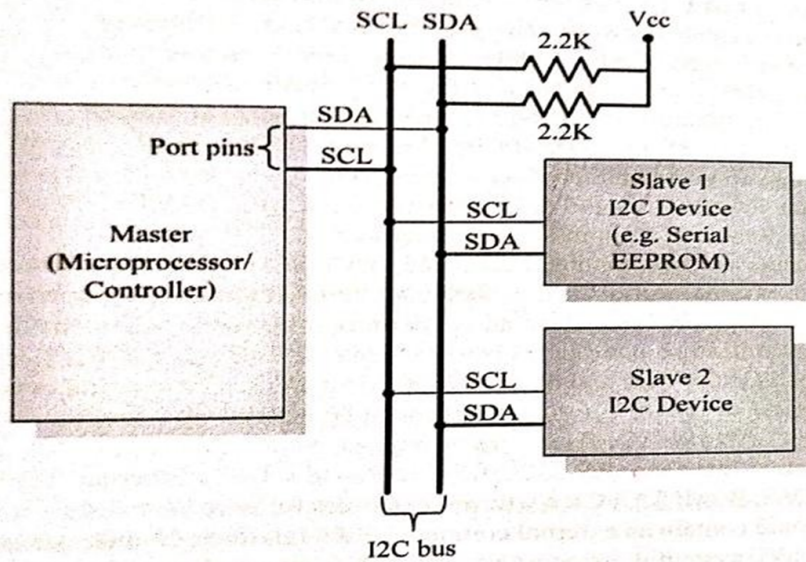 SCL SDA
Vcc
2.2K
2.2K
SDA
Port pins
SCL
Master
(Microprocessor/
Controller)
SCL
SDA
Slave 1
I2C Device
(e.g. Serial
EEPROM)
SCL
SDA
Slave 2
I2C Device
I2C bus